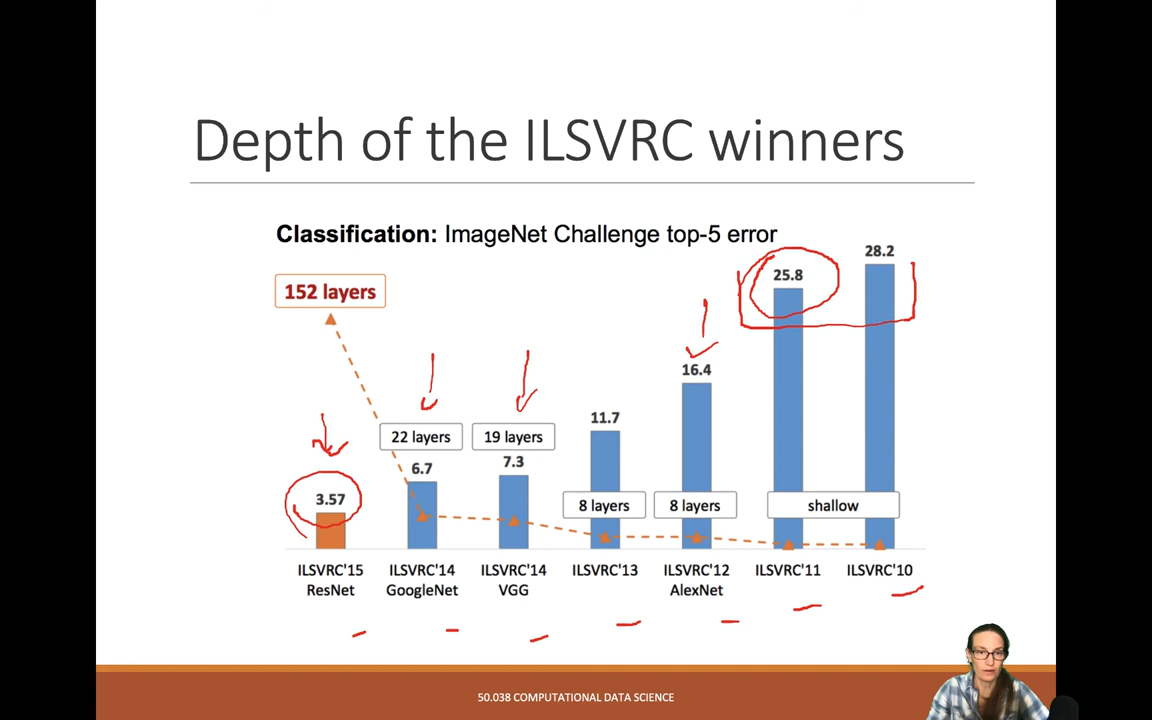 Depth of the ILSVRC winners
Classification: ImageNet Challenge top-5 error
28.2
25.8
152 layers
16.4
11.7
22 layers
19 layers
6.7
7.3
3.57
8 layers
8 layers
shallow
ILSVRC'15 ILSVRC'14 ILSVRC'14 ILSVRC'13 ILSVRC'12 ILSVRC'11 ILSVRC'10
ResNet GoogleNet VGG AlexNet
50.038 COMPUTATIONAL DATA SCIENCE